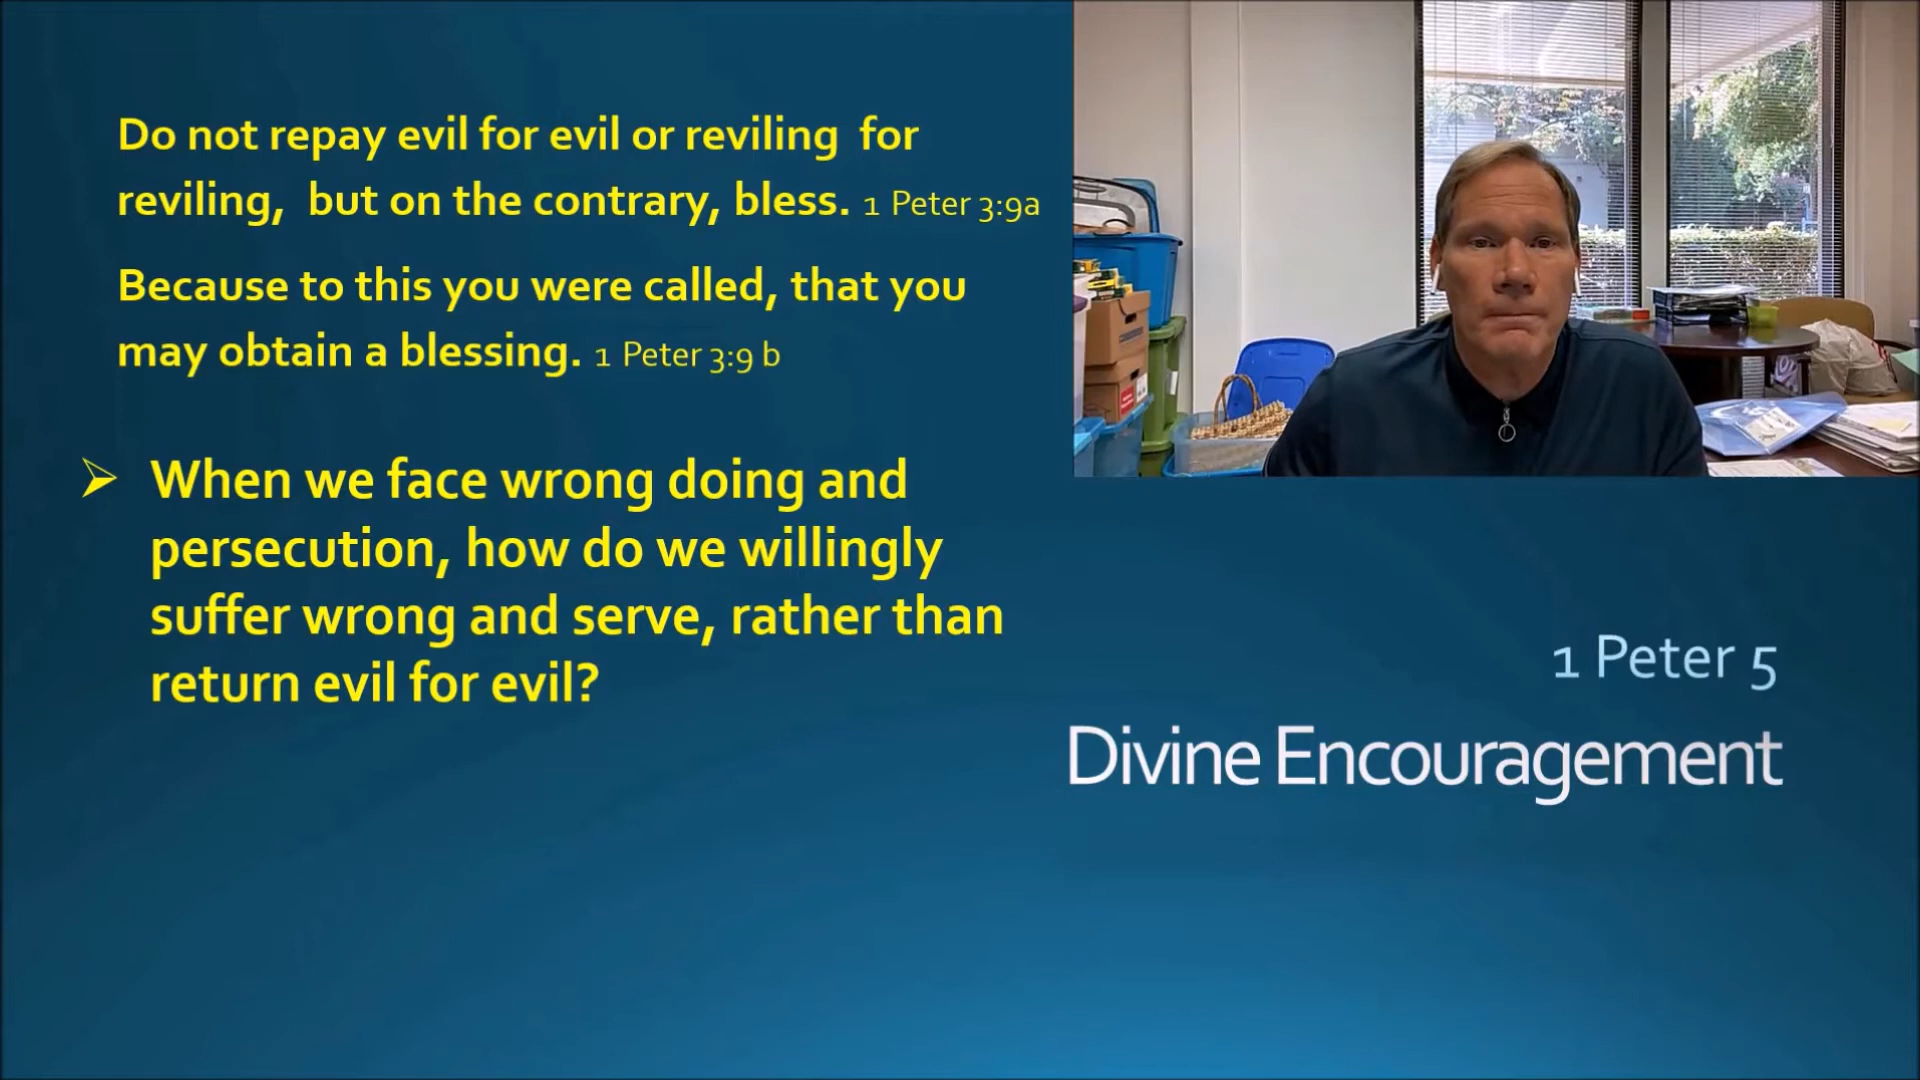 Do not repay evil for evil or reviling for
reviling, but on the contrary, bless. 1 Peter 3:9a
Because to this you were called, that you
may obtain a blessing. 1 Peter 3:9 b
➢ When we face wrong doing and
persecution, how do we willingly
suffer wrong and serve, rather than
return evil for evil?
1 Peter 5
Divine Encouragement